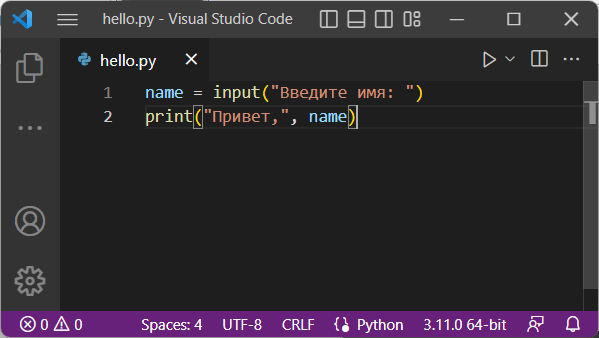 hello.py - Visual Studio Code
hello.py
1 name = input("Введите имя: ")
2 print("Привет,", name)
0 0 Spaces: 4 UTF-8 CRLF Python 3.11.0 64-bit